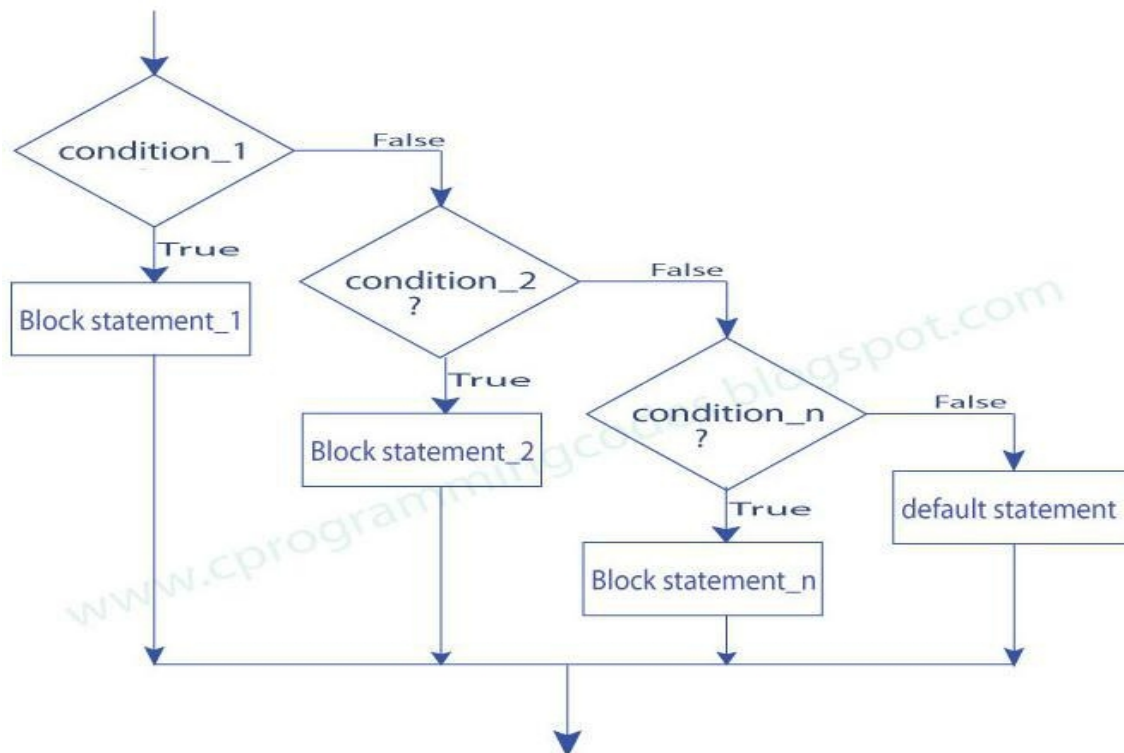 condition_1
False
True
Block statement_1
condition_2
?
False
True
Block statement_2
condition_n
?
False
True
Block statement_n
default statement
www.cprogrammingcodes.blogspot.com